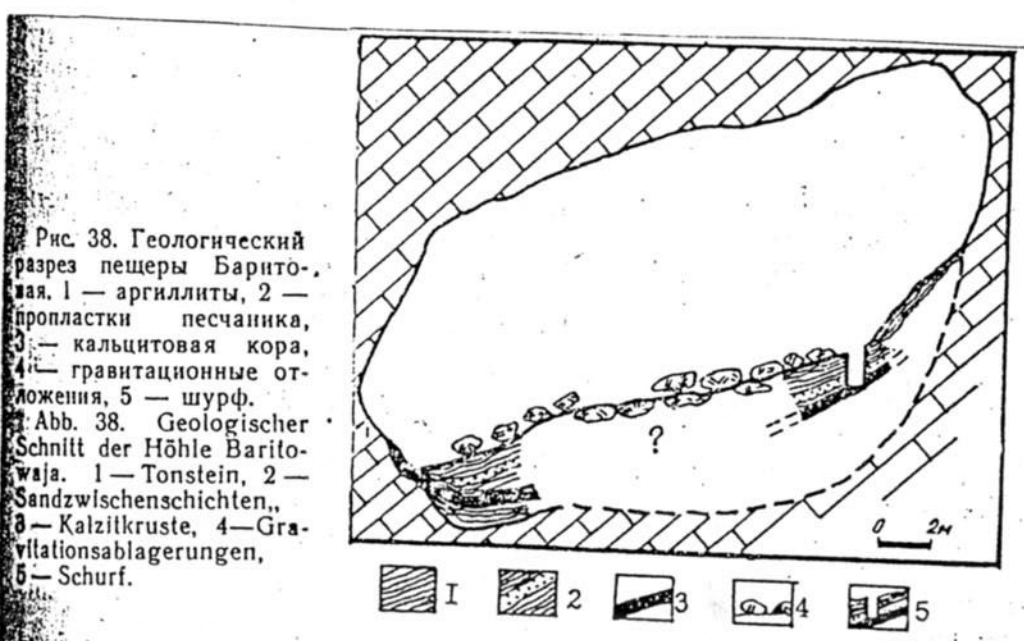 Рис. 38. Геологический
разрез пещеры Барито-
вая. 1 — аргиллиты, 2 —
пропластки песчаника,
3 — кальцитовая кора,
4 — гравитационные от-
ложения, 5 — шурф.
Abb. 38. Geologischer
Schnitt der Höhle Barito-
waja. 1 — Tonstein, 2 —
Sandzwischenschichten,,
3 — Kalzitkruste, 4 — Gra-
vitationsablagerungen,
5 — Schurf.
?
0 2м
I 2 3 4 5